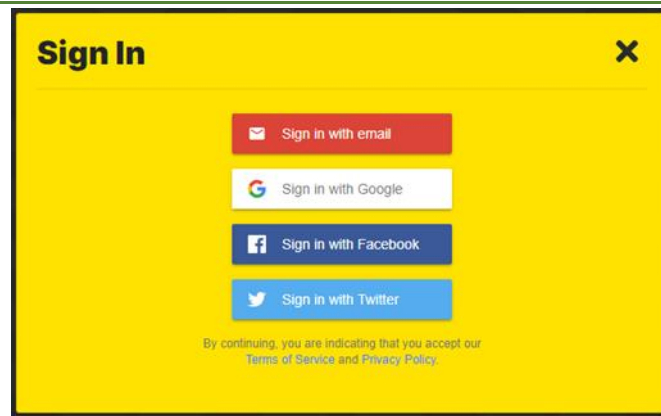 Sign In
Sign in with email
Sign in with Google
Sign in with Facebook
Sign in with Twitter
By continuing, you are indicating that you accept our
Terms of Service and Privacy Policy.